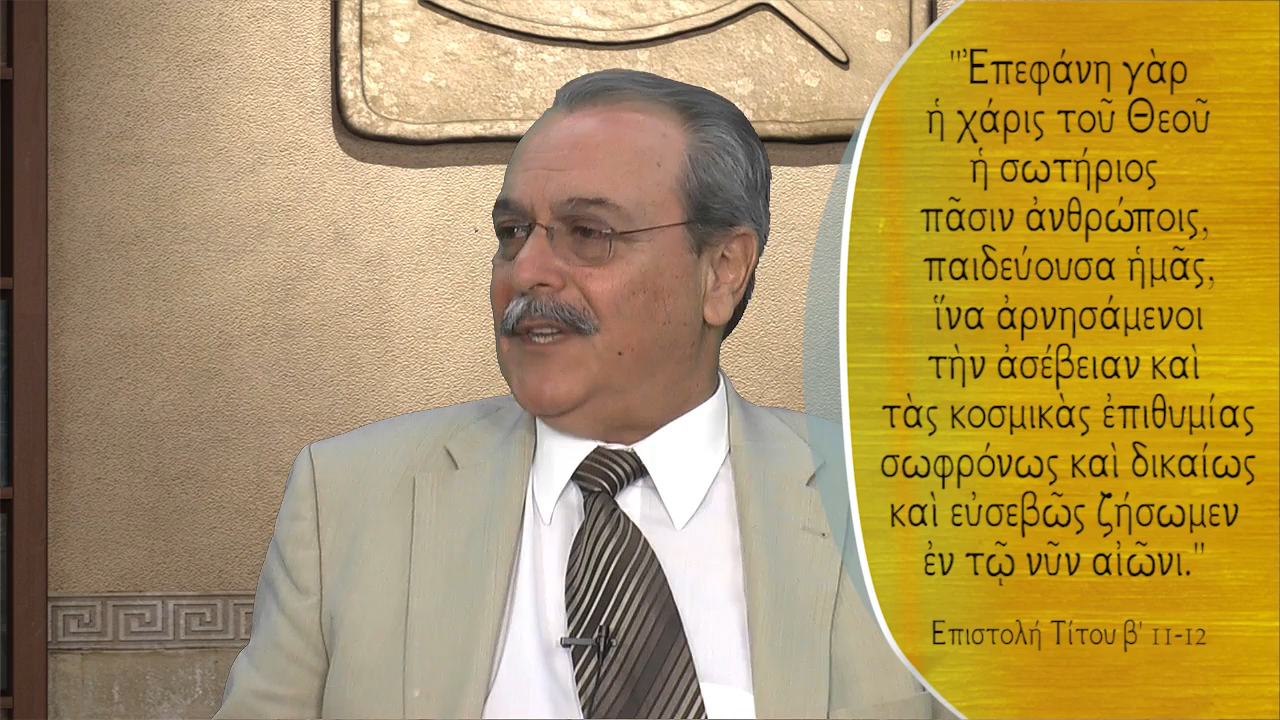 "Ἐπεφάνη γὰρ
ἡ χάρις τοῦ Θεοῦ
ἡ σωτήριος
πᾶσιν ἀνθρώποις,
παιδεύουσα ἡμᾶς,
ἵνα ἀρνησάμενοι
τὴν ἀσέβειαν καὶ
τὰς κοσμικὰς ἐπιθυμίας
σωφρόνως καὶ δικαίως
καὶ εὐσεβῶς ζήσωμεν
ἐν τῷ νῦν αἰῶνι."
Επιστολή Τίτου β' 11-12